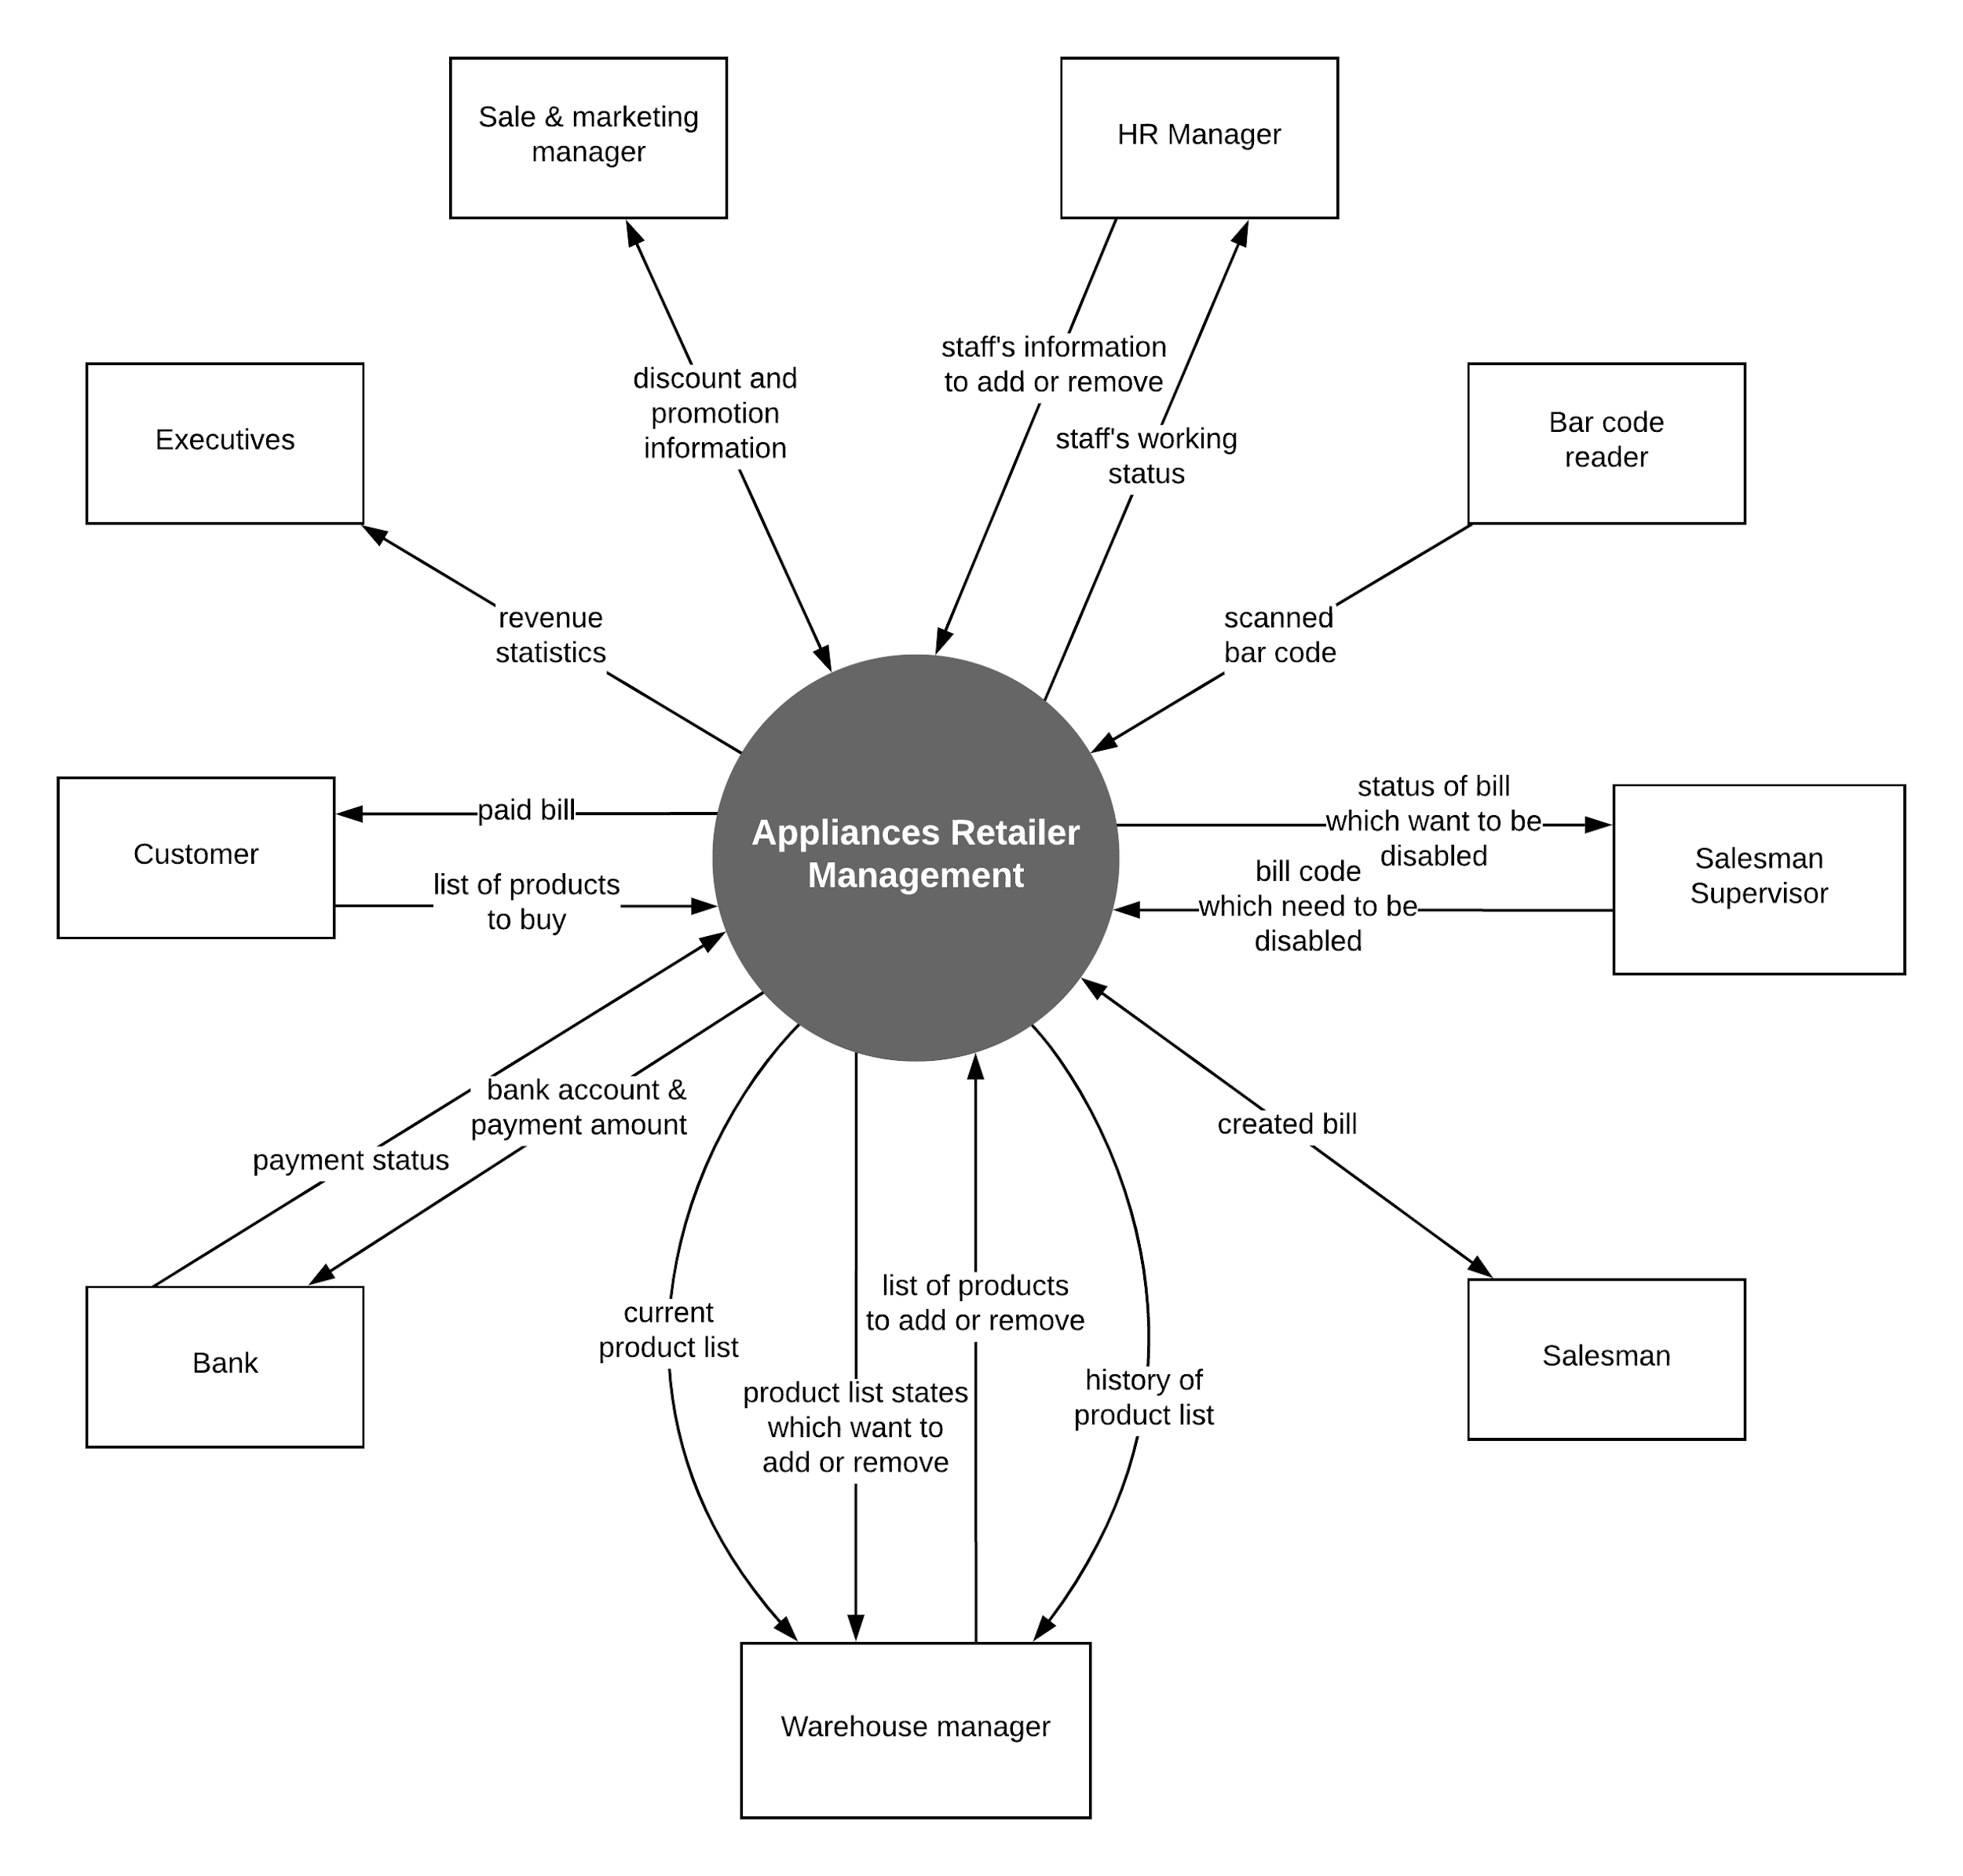 Sale & marketing
manager
HR Manager
staff's information
to add or remove
discount and
promotion
information
Executives
Bar code
reader
staff's working
status
revenue
statistics
scanned
bar code
paid bill
Customer
list of products
to buy
Appliances Retailer
Management
status of bill
which want to be
disabled
bill code
which need to be
disabled
Salesman
Supervisor
bank account &
payment amount
payment status
created bill
Bank
current
product list
list of products
to add or remove
product list states
which want to
add or remove
history of
product list
Salesman
Warehouse manager